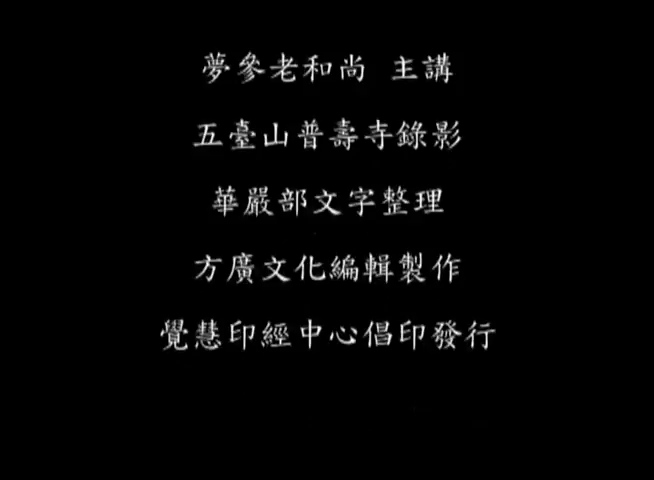 夢參老和尚 主講
五臺山普壽寺錄影
華嚴部文字整理
方廣文化編輯製作
覺慧印經中心倡印發行